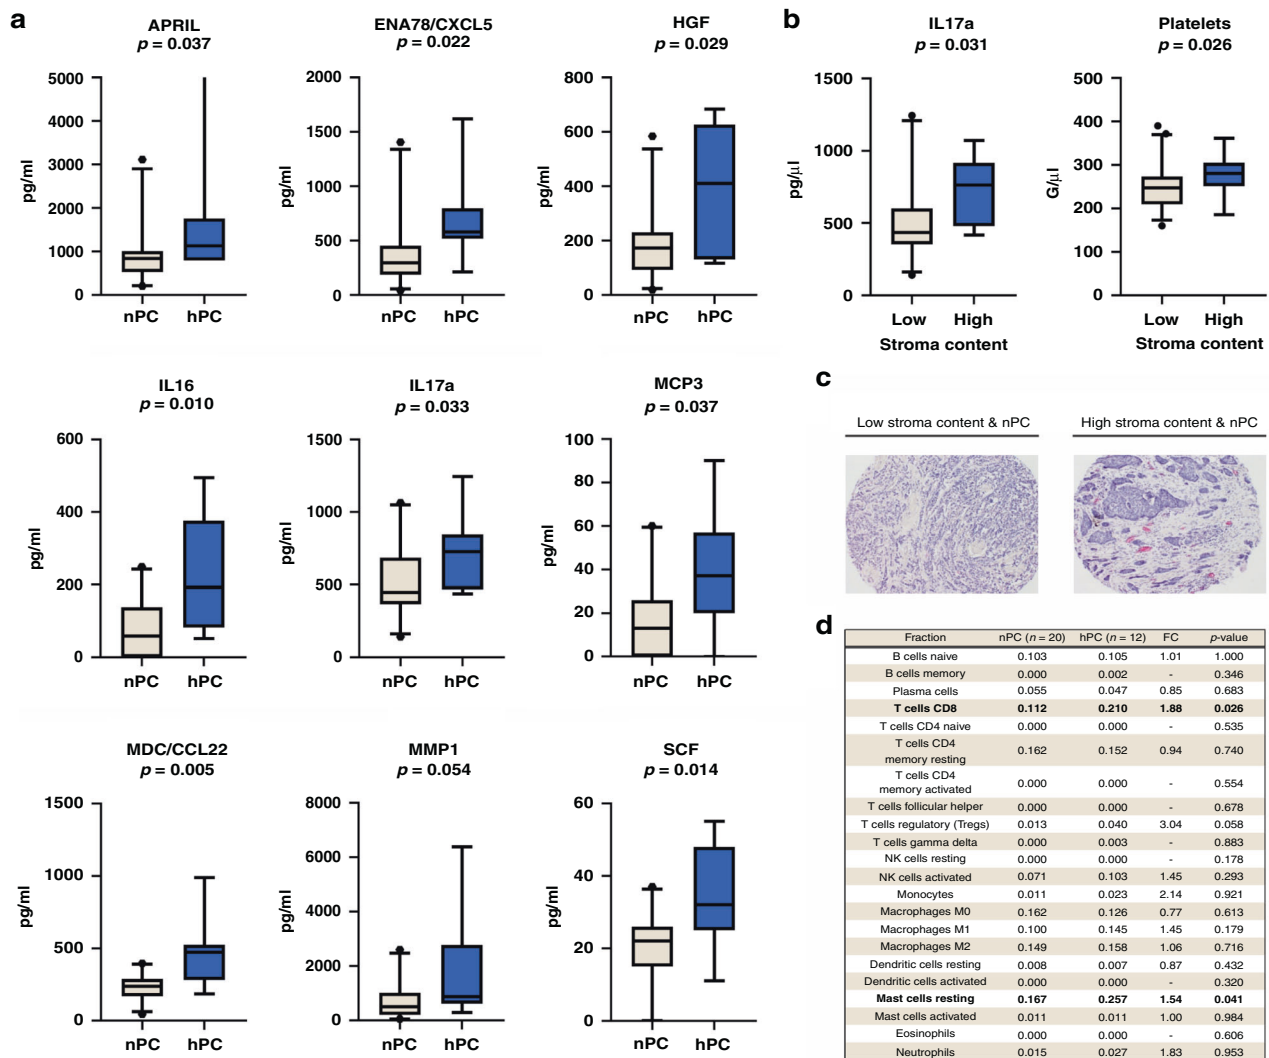 a
APRIL
p = 0.037
5000
4000
3000
2000
1000
0
pg/ml
nPC hPC
ENA78/CXCL5
p = 0.022
2000
1500
1000
500
0
pg/ml
nPC hPC
HGF
p = 0.029
800
600
400
200
0
pg/ml
nPC hPC
IL16
p = 0.010
600
400
200
0
pg/ml
nPC hPC
IL17a
p = 0.033
1500
1000
500
0
pg/ml
nPC hPC
MCP3
p = 0.037
100
80
60
40
20
0
pg/ml
nPC hPC
MDC/CCL22
p = 0.005
1500
1000
500
0
pg/ml
nPC hPC
MMP1
p = 0.054
8000
6000
4000
2000
0
pg/ml
nPC hPC
SCF
p = 0.014
60
40
20
0
pg/ml
nPC hPC
b
IL17a
p = 0.031
1500
1000
500
0
pg/µl
Low High
Stroma content
Platelets
p = 0.026
500
400
300
200
100
0
G/µl
Low High
Stroma content
c
Low stroma content & nPC
High stroma content & nPC
d
Fraction nPC (n = 20) hPC (n = 12) FC p-value
B cells naive 0.103 0.105 1.01 1.000
B cells memory 0.000 0.002 - 0.346
Plasma cells 0.055 0.047 0.85 0.683
T cells CD8 0.112 0.210 1.88 0.026
T cells CD4 naive 0.000 0.000 - 0.535
T cells CD4
memory resting 0.162 0.152 0.94 0.740
T cells CD4
memory activated 0.000 0.000 - 0.554
T cells follicular helper 0.000 0.000 - 0.678
T cells regulatory (Tregs) 0.013 0.040 3.04 0.058
T cells gamma delta 0.000 0.003 - 0.883
NK cells resting 0.000 0.000 - 0.178
NK cells activated 0.071 0.103 1.45 0.293
Monocytes 0.011 0.023 2.14 0.921
Macrophages M0 0.162 0.126 0.77 0.613
Macrophages M1 0.100 0.145 1.45 0.179
Macrophages M2 0.149 0.158 1.06 0.716
Dendritic cells resting 0.008 0.007 0.87 0.432
Dendritic cells activated 0.000 0.000 - 0.320
Mast cells resting 0.167 0.257 1.54 0.041
Mast cells activated 0.011 0.011 1.00 0.984
Eosinophils 0.000 0.000 - 0.606
Neutrophils 0.015 0.027 1.83 0.953